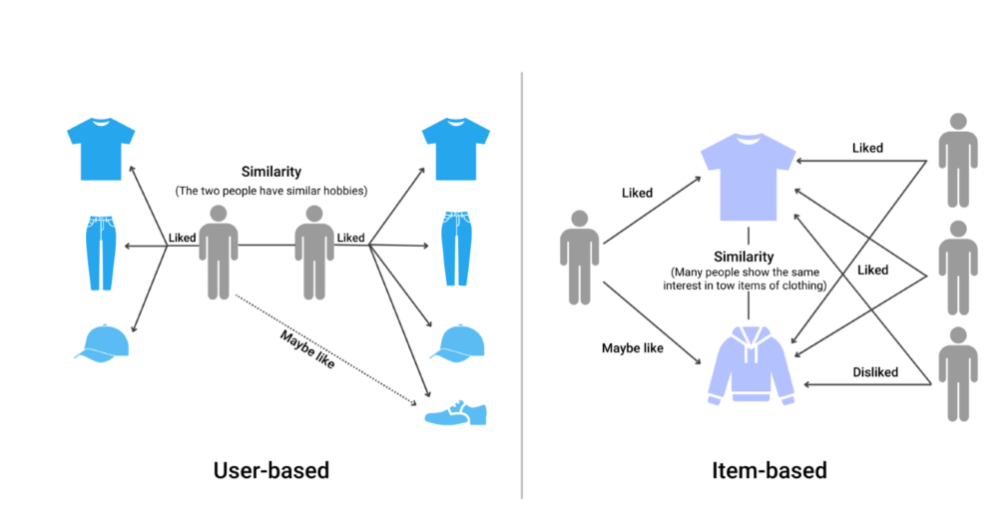 Similarity
(The two people have similar hobbies)
Liked
Liked
Maybe like
User-based
Liked
Liked
Similarity
(Many people show the same
interest in tow items of clothing)
Liked
Maybe like
Disliked
Item-based